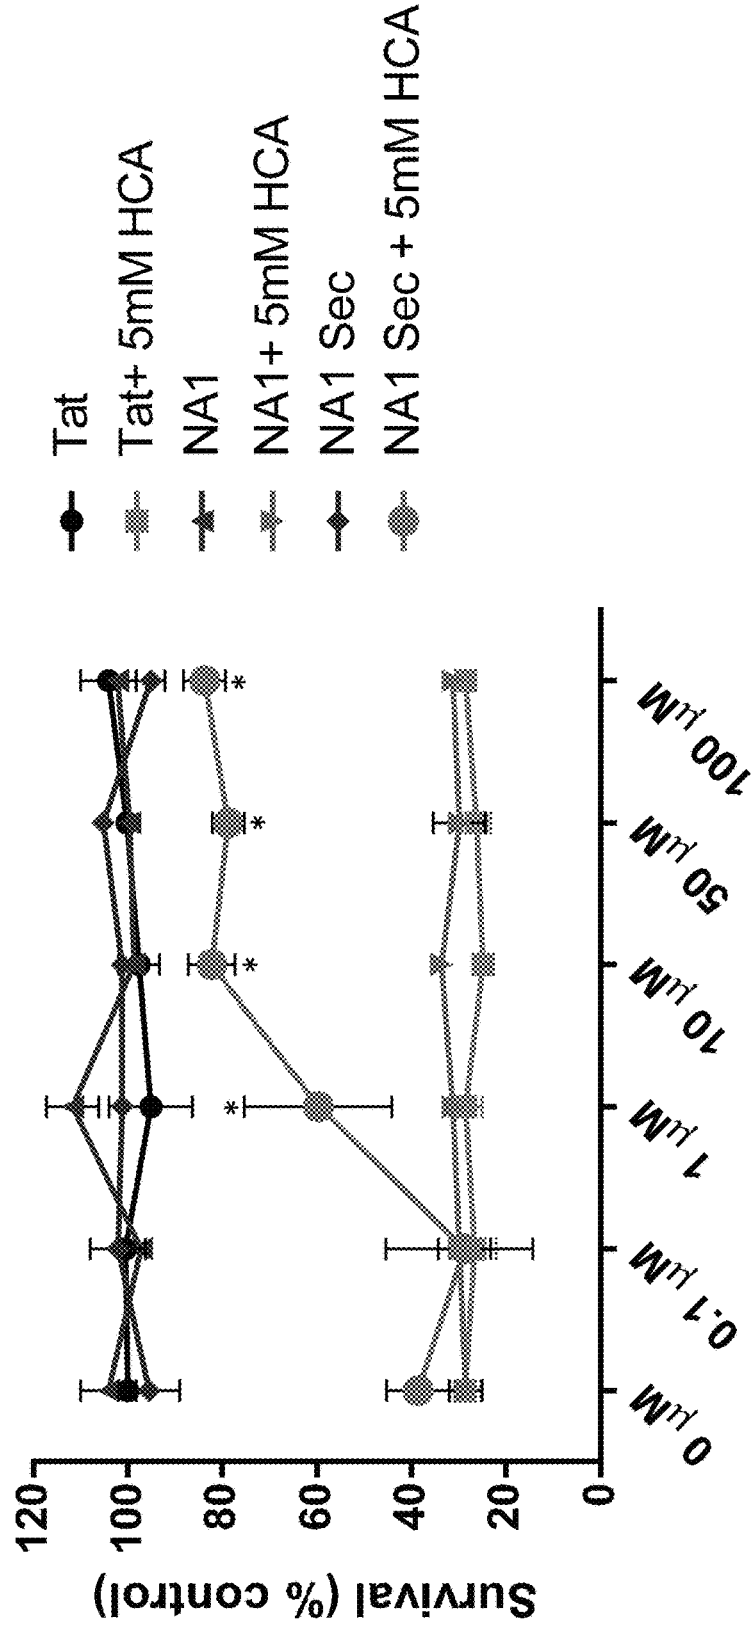 Survival (% control)
120
100
80
60
40
20
0
*
*
*
*
0 μM
0.1 μM
1 μM
10 μM
50 μM
100 μM
Tat
Tat+ 5mM HCA
NA1
NA1+ 5mM HCA
NA1 Sec
NA1 Sec + 5mM HCA